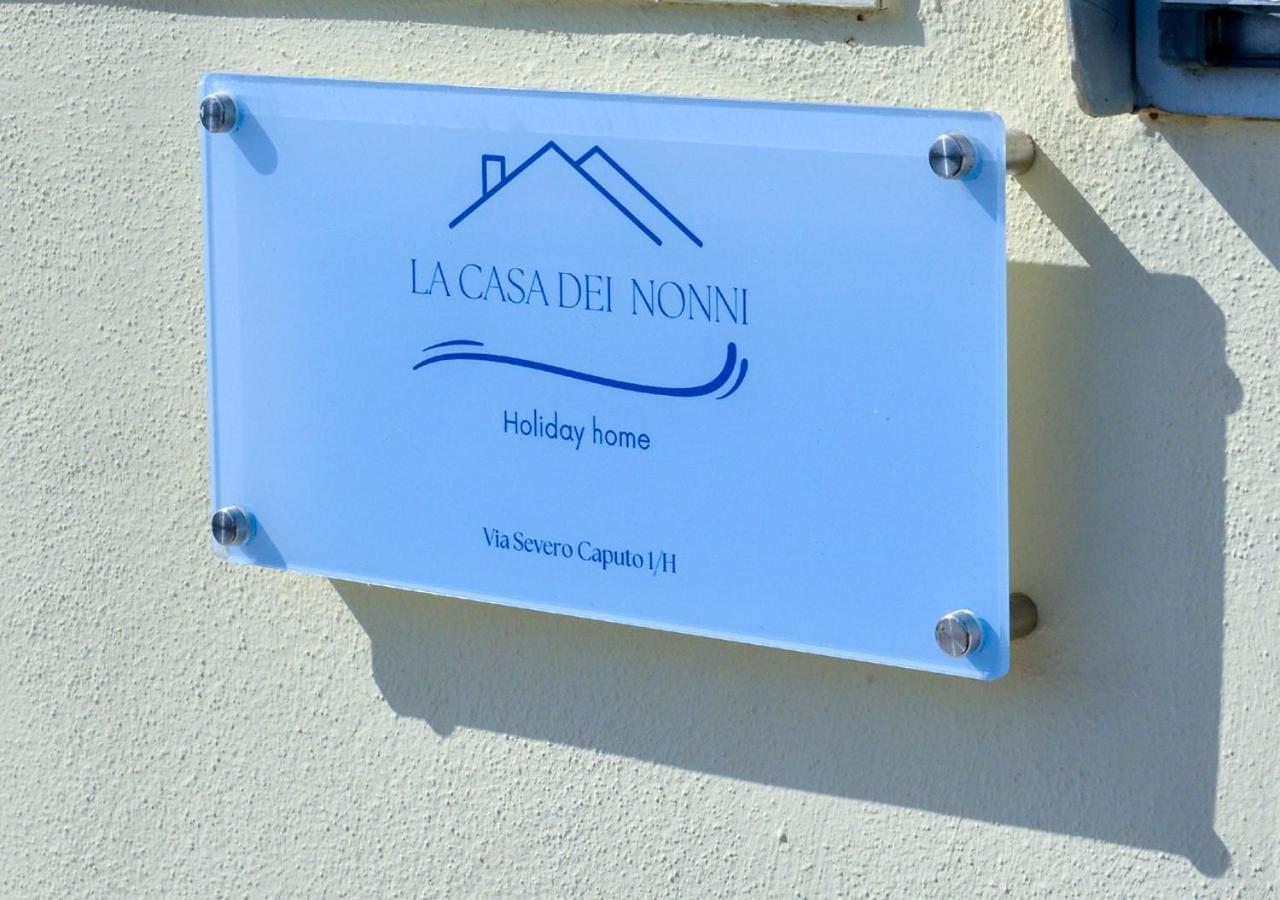 LA CASA DEI NONNI
Holiday home
Via Severo Caputo 1/H